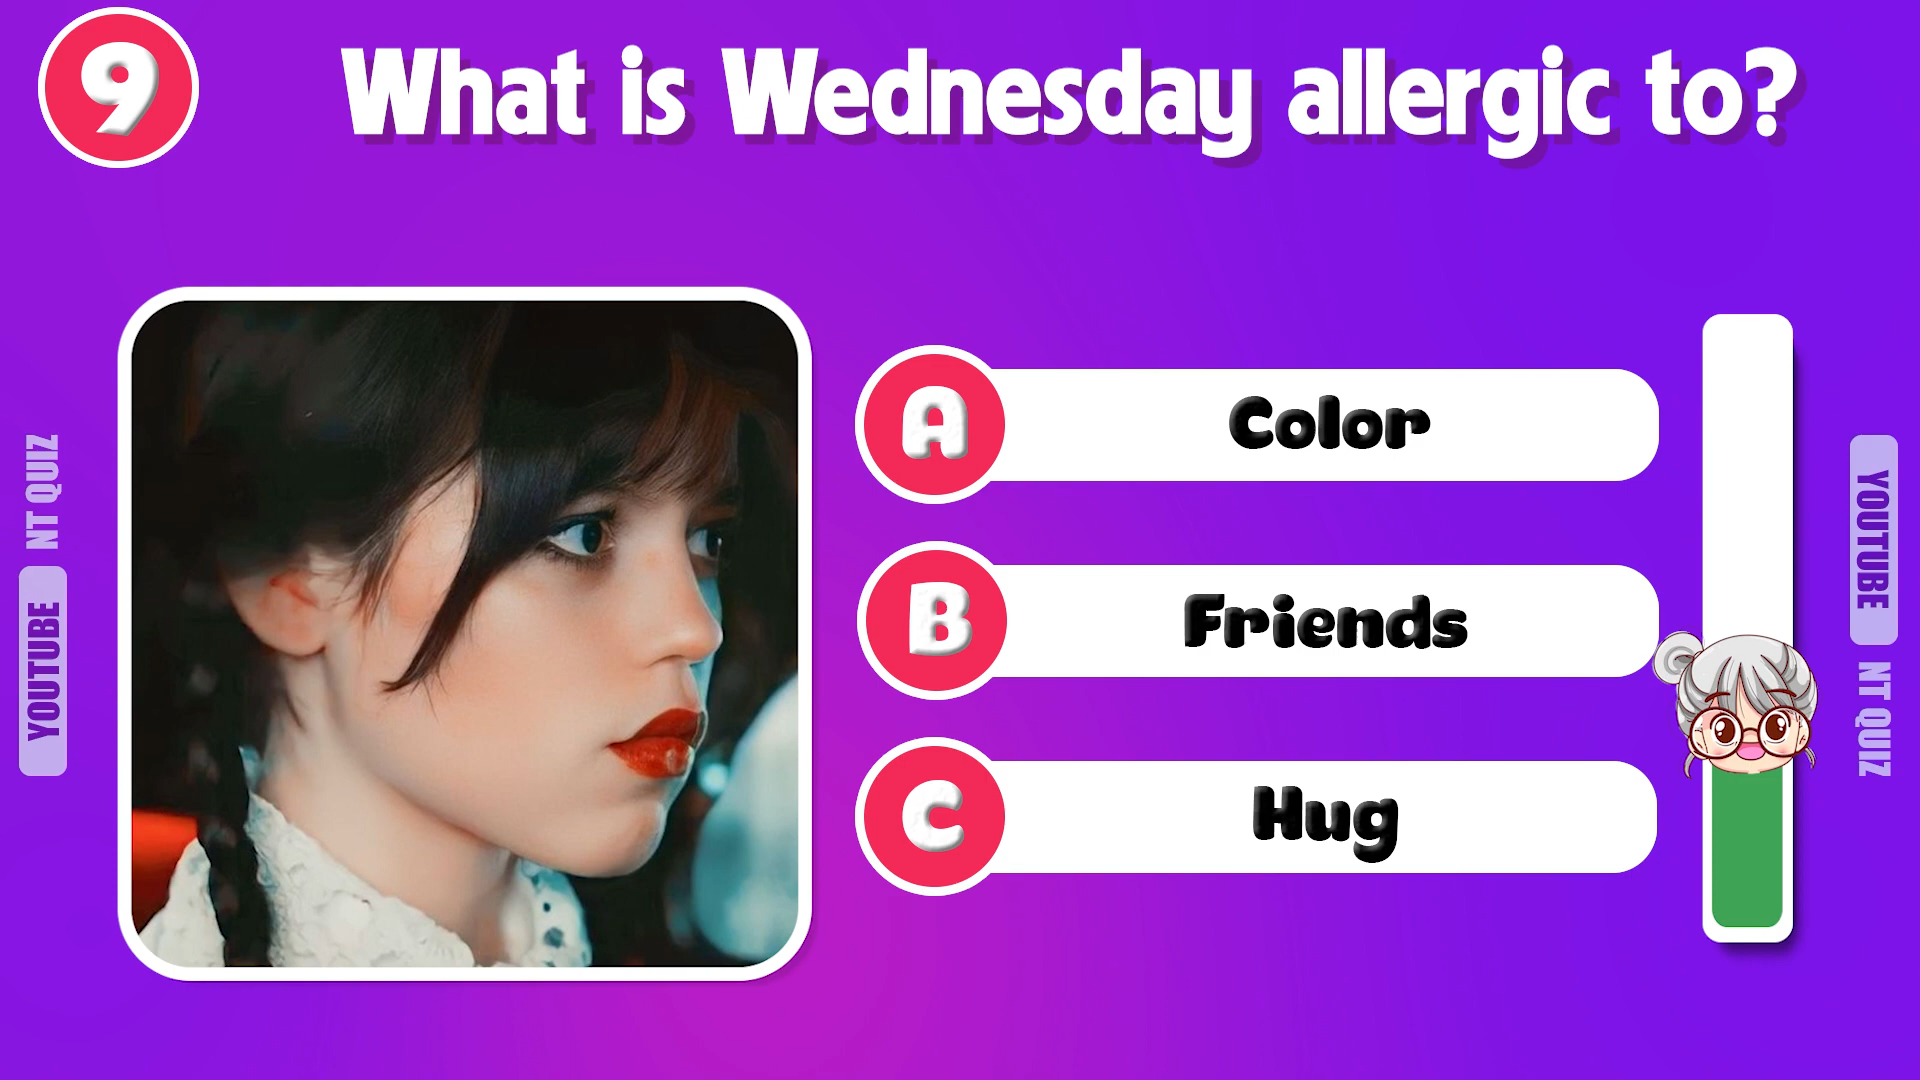 9
What is Wednesday allergic to?
A
Color
B
Friends
C
Hug
YOUTUBE NT QUIZ
YOUTUBE NT QUIZ